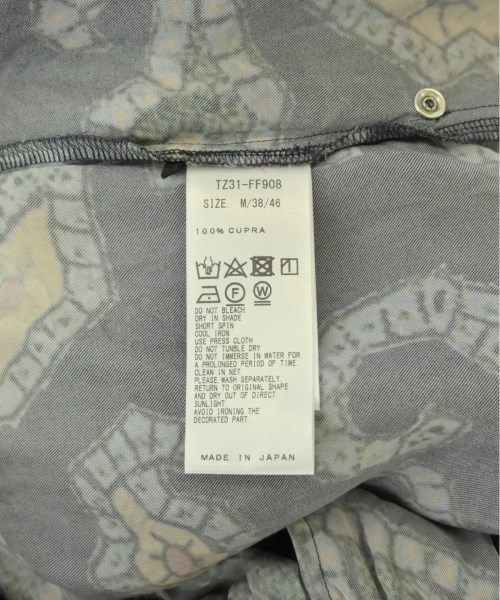 TZ31-FF908
SIZE. M/38/46
100% CUPRA
F W
DO NOT BLEACH
DRY IN SHADE
SHORT SPIN
COOL IRON
USE PRESS CLOTH
DO NOT TUMBLE DRY
DO NOT IMMERSE IN WATER FOR
A PROLONGED PERIOD OF TIME
CLEAN IN NET
PLEASE WASH SEPARATELY
RETURN TO ORIGINAL SHAPE
AND DRY OUT OF DIRECT
SUNLIGHT
AVOID IRONING THE
DECORATED PART.
MADE IN JAPAN